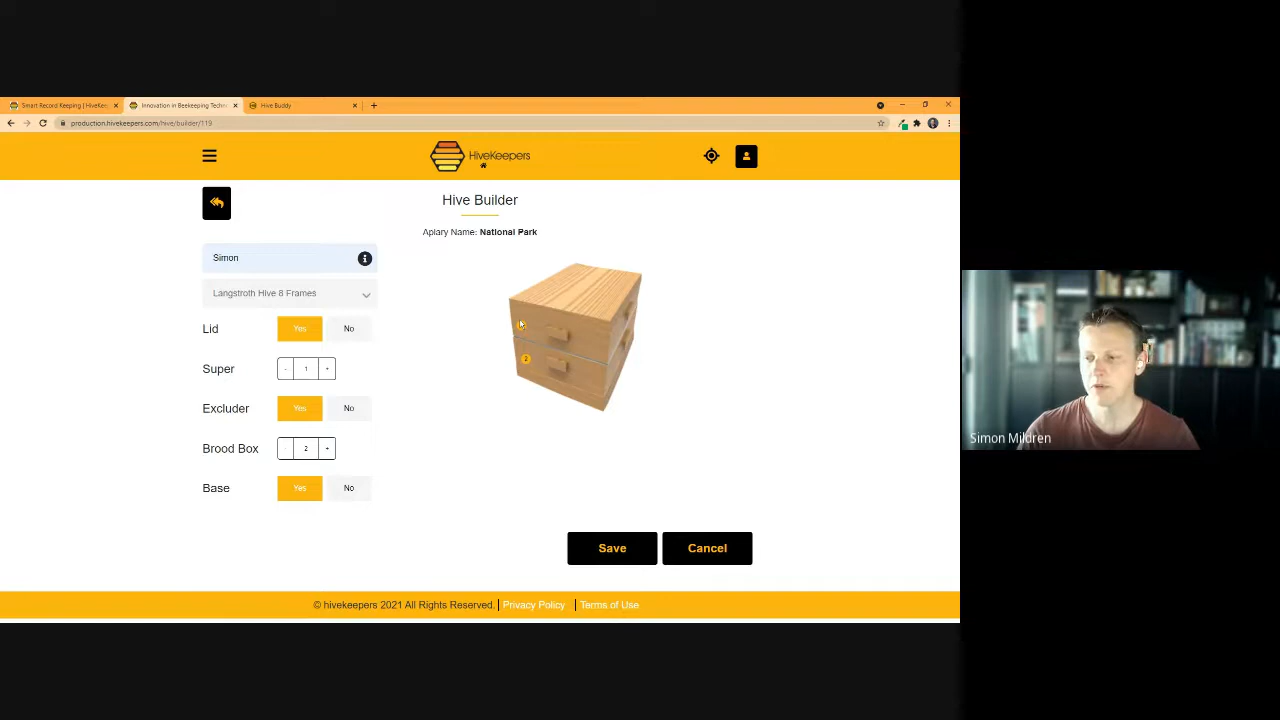 Smart Record Keeping | HiveKee
Innovation in Beekeeping Techn
Hive Buddy
production.hivekeepers.com/hive/builder/119
HiveKeepers
Hive Builder
Apiary Name: National Park
Simon
Langstroth Hive 8 Frames
Lid Yes No
Super - 1 +
Excluder Yes No
Brood Box - 2 +
Base Yes No
2
Save Cancel
© hivekeepers 2021 All Rights Reserved. | Privacy Policy | Terms of Use
Simon Mildren